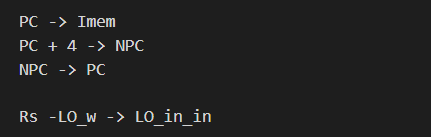 PC -> Imem
PC + 4 -> NPC
NPC -> PC
Rs -LO_w -> LO_in_in